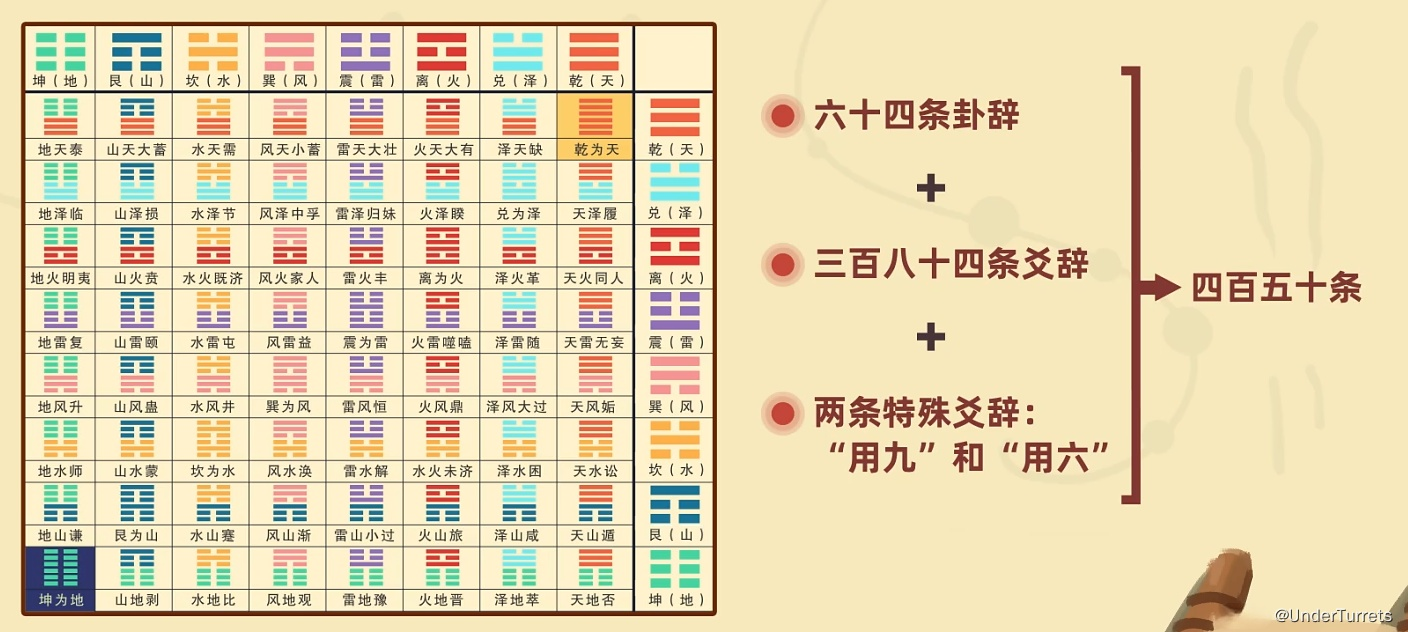 坤（地） 艮（山） 坎（水） 巽（风） 震（雷） 离（火） 兑（泽） 乾（天）
地天泰 山天大蓄 水天需 风天小蓄 雷天大壮 火天大有 泽天缺 乾为天 乾（天）
地泽临 山泽损 水泽节 风泽中孚 雷泽归妹 火泽睽 兑为泽 天泽履 兑（泽）
地火明夷 山火贲 水火既济 风火家人 雷火丰 离为火 泽火革 天火同人 离（火）
地雷复 山雷颐 水雷屯 风雷益 震为雷 火雷噬嗑 泽雷随 天雷无妄 震（雷）
地风升 山风蛊 水风井 巽为风 雷风恒 火风鼎 泽风大过 天风姤 巽（风）
地水师 山水蒙 坎为水 风水涣 雷水解 水火未济 泽水困 天水讼 坎（水）
地山谦 艮为山 水山蹇 风山渐 雷山小过 火山旅 泽山咸 天山遁 艮（山）
坤为地 山地剥 水地比 风地观 雷地豫 火地晋 泽地萃 天地否 坤（地）
六十四条卦辞
+
三百八十四条爻辞
+
两条特殊爻辞：
“用九”和“用六”
四百五十条
@UnderTurrets